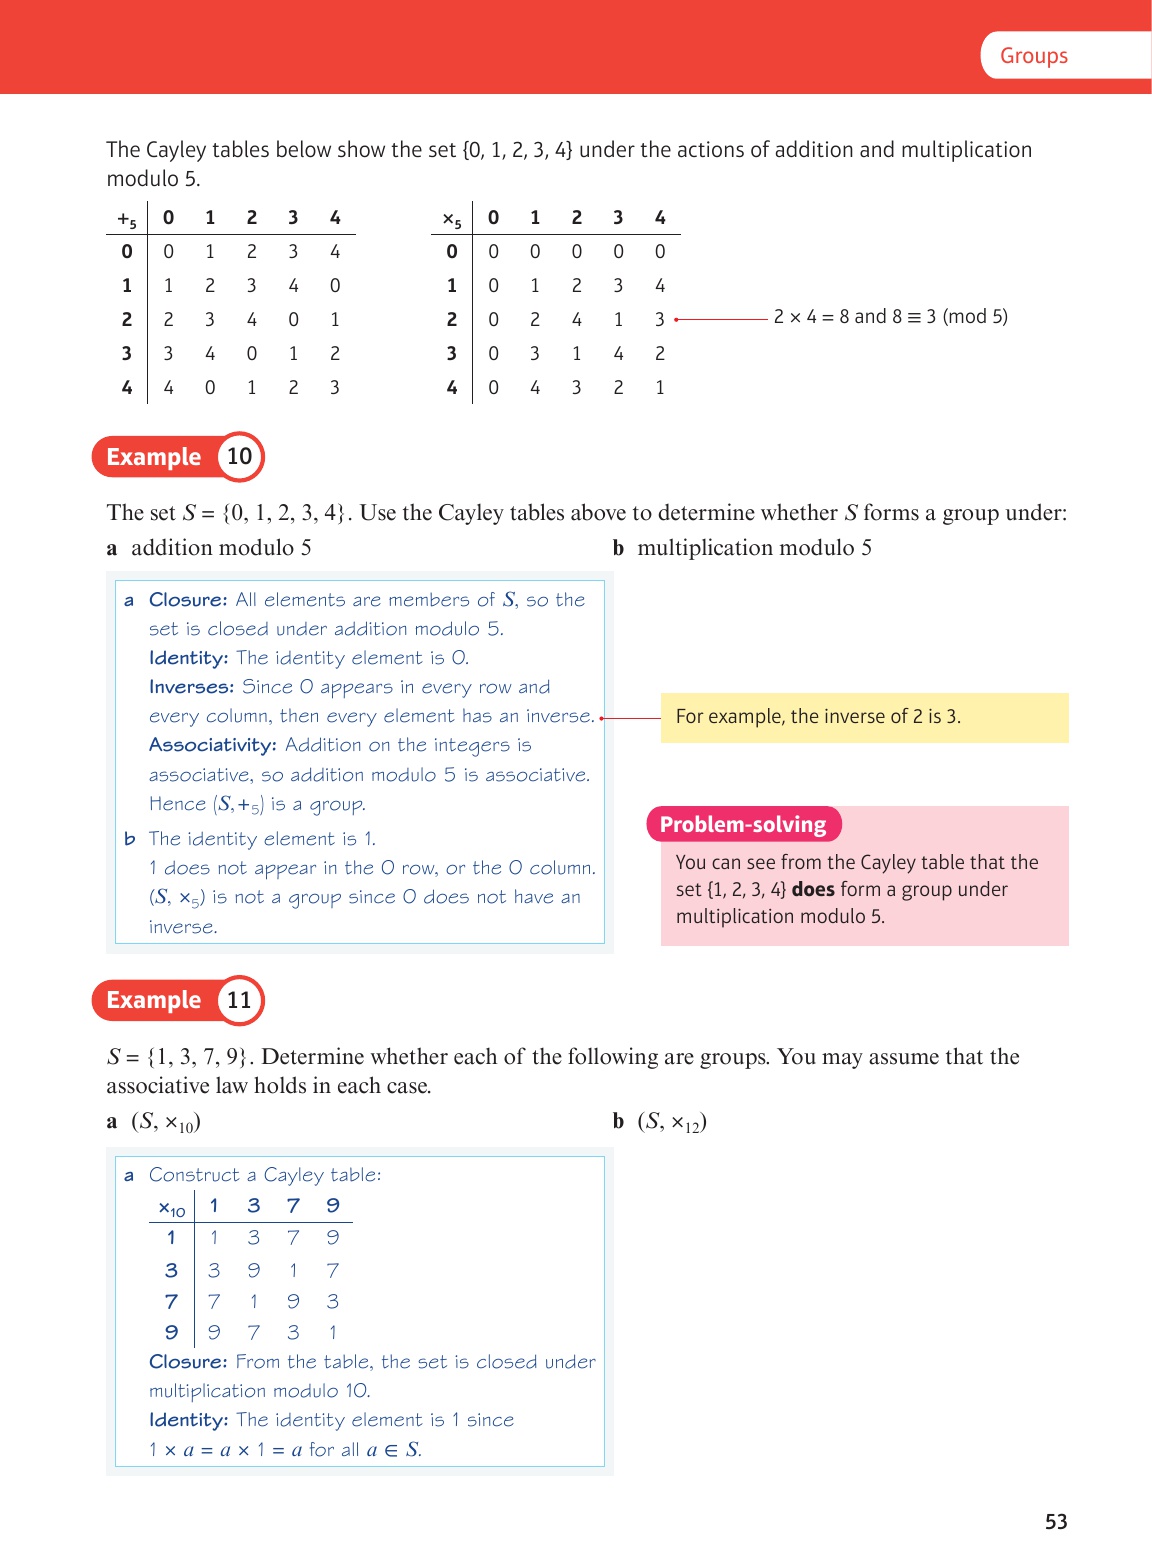 Groups
The Cayley tables below show the set {0, 1, 2, 3, 4} under the actions of addition and multiplication
modulo 5.
+₅ 0 1 2 3 4
0 0 1 2 3 4
1 1 2 3 4 0
2 2 3 4 0 1
3 3 4 0 1 2
4 4 0 1 2 3
×₅ 0 1 2 3 4
0 0 0 0 0 0
1 0 1 2 3 4
2 0 2 4 1 3
3 0 3 1 4 2
4 0 4 3 2 1
2 × 4 = 8 and 8 ≡ 3 (mod 5)
Example 10
The set S = {0, 1, 2, 3, 4}. Use the Cayley tables above to determine whether S forms a group under:
a addition modulo 5
b multiplication modulo 5
a Closure: All elements are members of S, so the
set is closed under addition modulo 5.
Identity: The identity element is 0.
Inverses: Since 0 appears in every row and
every column, then every element has an inverse.
Associativity: Addition on the integers is
associative, so addition modulo 5 is associative.
Hence (S, +₅) is a group.
b The identity element is 1.
1 does not appear in the 0 row, or the 0 column.
(S, ×₅) is not a group since 0 does not have an
inverse.
For example, the inverse of 2 is 3.
Problem-solving
You can see from the Cayley table that the
set {1, 2, 3, 4} does form a group under
multiplication modulo 5.
Example 11
S = {1, 3, 7, 9}. Determine whether each of the following are groups. You may assume that the
associative law holds in each case.
a (S, ×₁₀)
b (S, ×₁₂)
a Construct a Cayley table:
×₁₀ 1 3 7 9
1 1 3 7 9
3 3 9 1 7
7 7 1 9 3
9 9 7 3 1
Closure: From the table, the set is closed under
multiplication modulo 10.
Identity: The identity element is 1 since
1 × a = a × 1 = a for all a ∈ S.
53